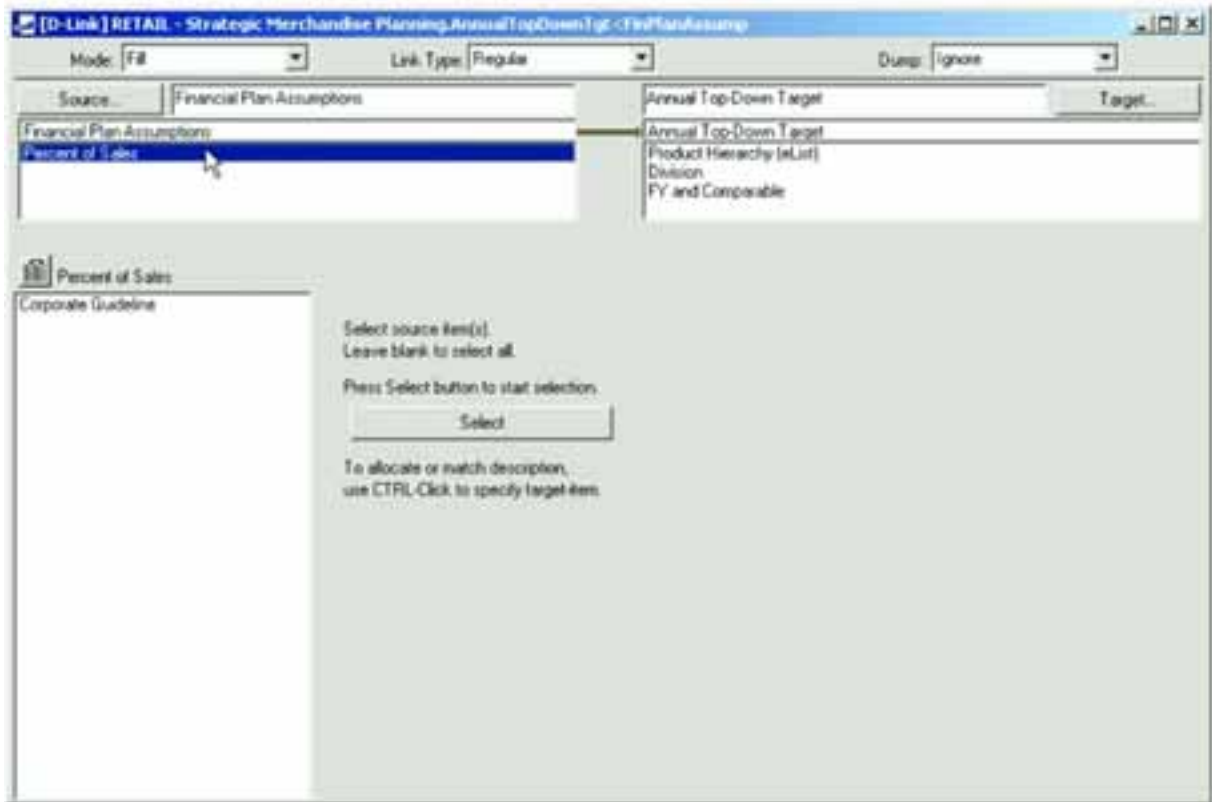 [D-Link] RETAIL - Strategic Merchandise Planning.AnnualTopDownTgt <FinPlanAssump
Mode: Fill Link Type: Regular Dump: Ignore
Source... Financial Plan Assumptions Annual Top-Down Target Target...
Financial Plan Assumptions Annual Top-Down Target
Percent of Sales Product Hierarchy (eList)
Division
FY and Comparable
Percent of Sales
Corporate Guideline
Select source item(s).
Leave blank to select all.
Press Select button to start selection.
Select
To allocate or match description,
use CTRL-Click to specify target-item.